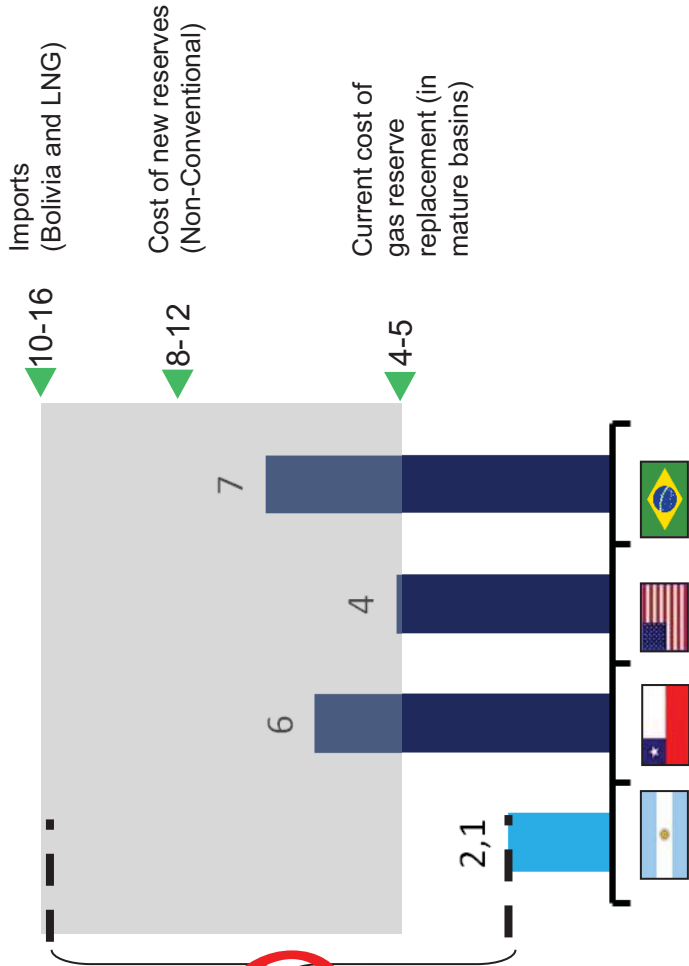 10-16
Imports
(Bolivia and LNG)
8-12
Cost of new reserves
(Non-Conventional)
4-5
Current cost of
gas reserve
replacement (in
mature basins)
2,1
6
4
7